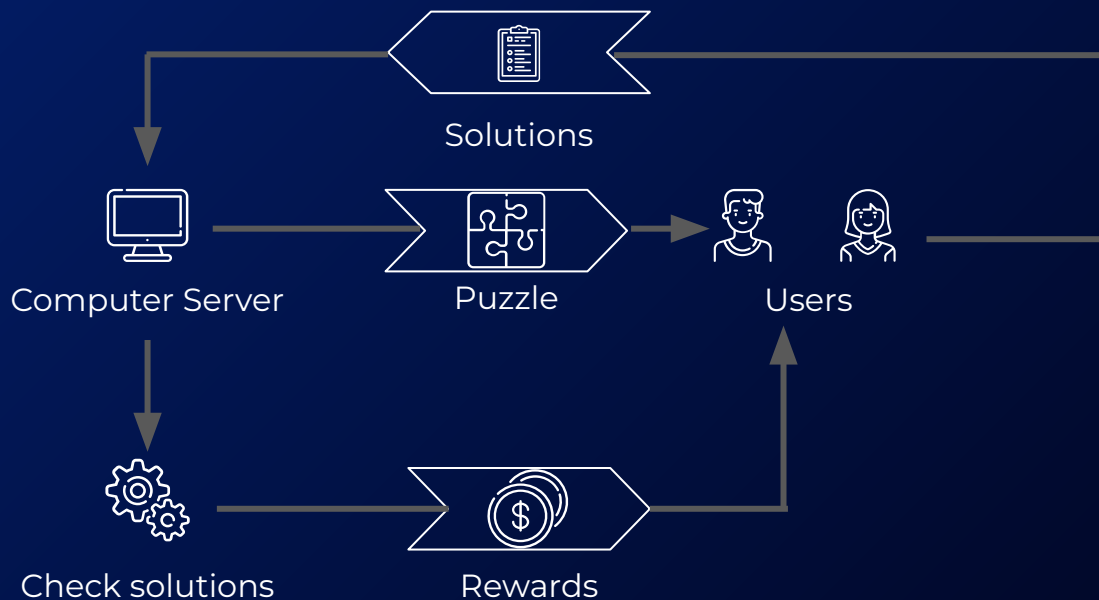 Solutions
Computer Server
Puzzle
Users
$
Check solutions
Rewards